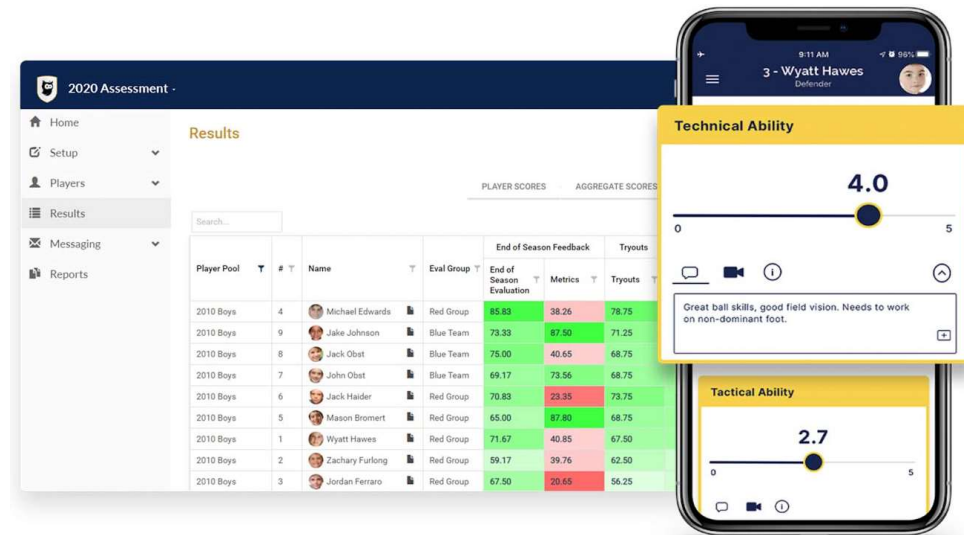 2020 Assessment
Home
Setup
Players
Results
Messaging
Reports
Results
PLAYER SCORES AGGREGATE SCORES
Search...
End of Season Feedback Tryouts
Player Pool # Name Eval Group End of Season Evaluation Metrics Tryouts
2010 Boys 4 Michael Edwards Red Group 85.83 38.26 78.75
2010 Boys 9 Jake Johnson Blue Team 73.33 87.50 71.25
2010 Boys 8 Jack Obst Blue Team 75.00 40.65 68.75
2010 Boys 7 John Obst Blue Team 69.17 73.56 68.75
2010 Boys 6 Jack Haider Red Group 70.83 23.35 73.75
2010 Boys 5 Mason Bromert Red Group 65.00 87.80 68.75
2010 Boys 1 Wyatt Hawes Red Group 71.67 40.85 67.50
2010 Boys 2 Zachary Furlong Red Group 59.17 39.76 62.50
2010 Boys 3 Jordan Ferraro Red Group 67.50 20.65 56.25
9:11 AM 96%
3 - Wyatt Hawes
Defender
Technical Ability
4.0
0 5
Great ball skills, good field vision. Needs to work
on non-dominant foot.
Tactical Ability
2.7
0 5